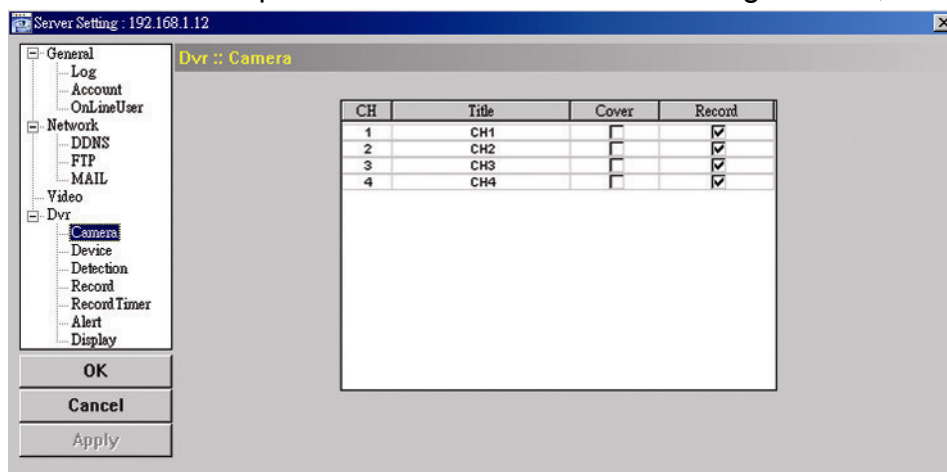 Server Setting : 192.168.1.12
General
Log
Account
OnLineUser
Network
DDNS
FTP
MAIL
Video
Dvr
Camera
Device
Detection
Record
Record Timer
Alert
Display
OK
Cancel
Apply
Dvr :: Camera
CH Title Cover Record
1 CH1
2 CH2
3 CH3
4 CH4